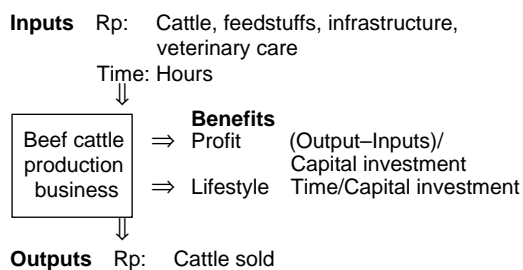 Inputs Rp: Cattle, feedstuffs, infrastructure,
veterinary care
Time: Hours
⇓
Benefits
Beef cattle ⇒ Profit (Output–Inputs)/
production Capital investment
business ⇒ Lifestyle Time/Capital investment
⇓
Outputs Rp: Cattle sold